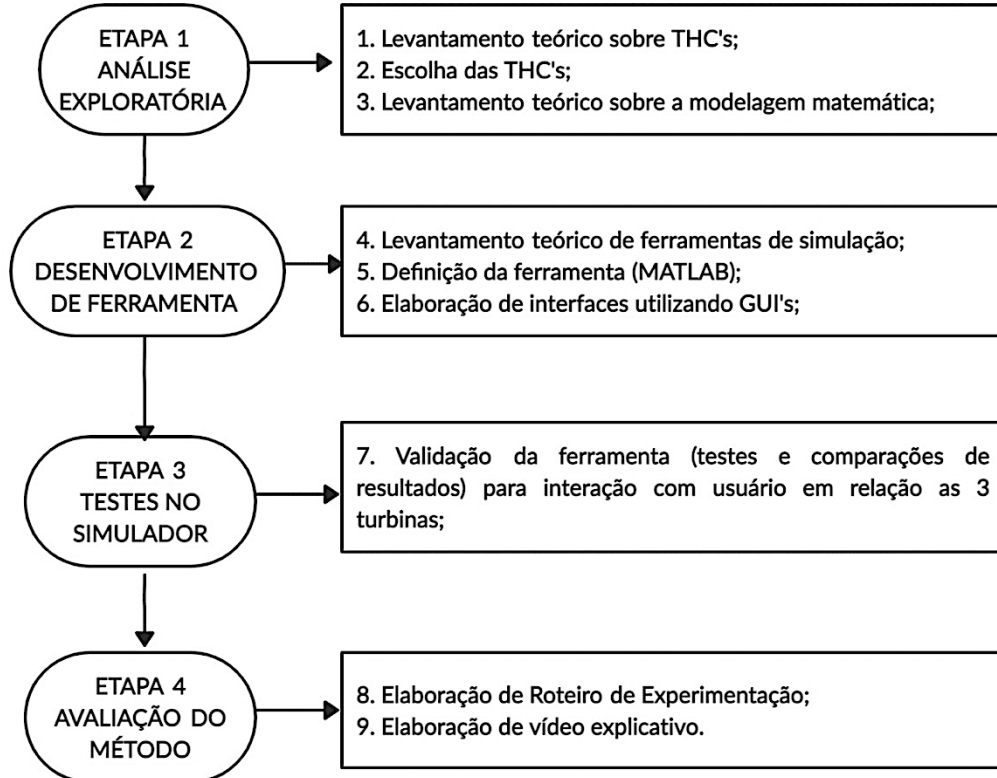 ETAPA 1
ANÁLISE
EXPLORATÓRIA
1. Levantamento teórico sobre THC's;
2. Escolha das THC's;
3. Levantamento teórico sobre a modelagem matemática;
ETAPA 2
DESENVOLVIMENTO
DE FERRAMENTA
4. Levantamento teórico de ferramentas de simulação;
5. Definição da ferramenta (MATLAB);
6. Elaboração de interfaces utilizando GUI's;
ETAPA 3
TESTES NO
SIMULADOR
7. Validação da ferramenta (testes e comparações de
resultados) para interação com usuário em relação as 3
turbinas;
ETAPA 4
AVALIAÇÃO DO
MÉTODO
8. Elaboração de Roteiro de Experimentação;
9. Elaboração de vídeo explicativo.